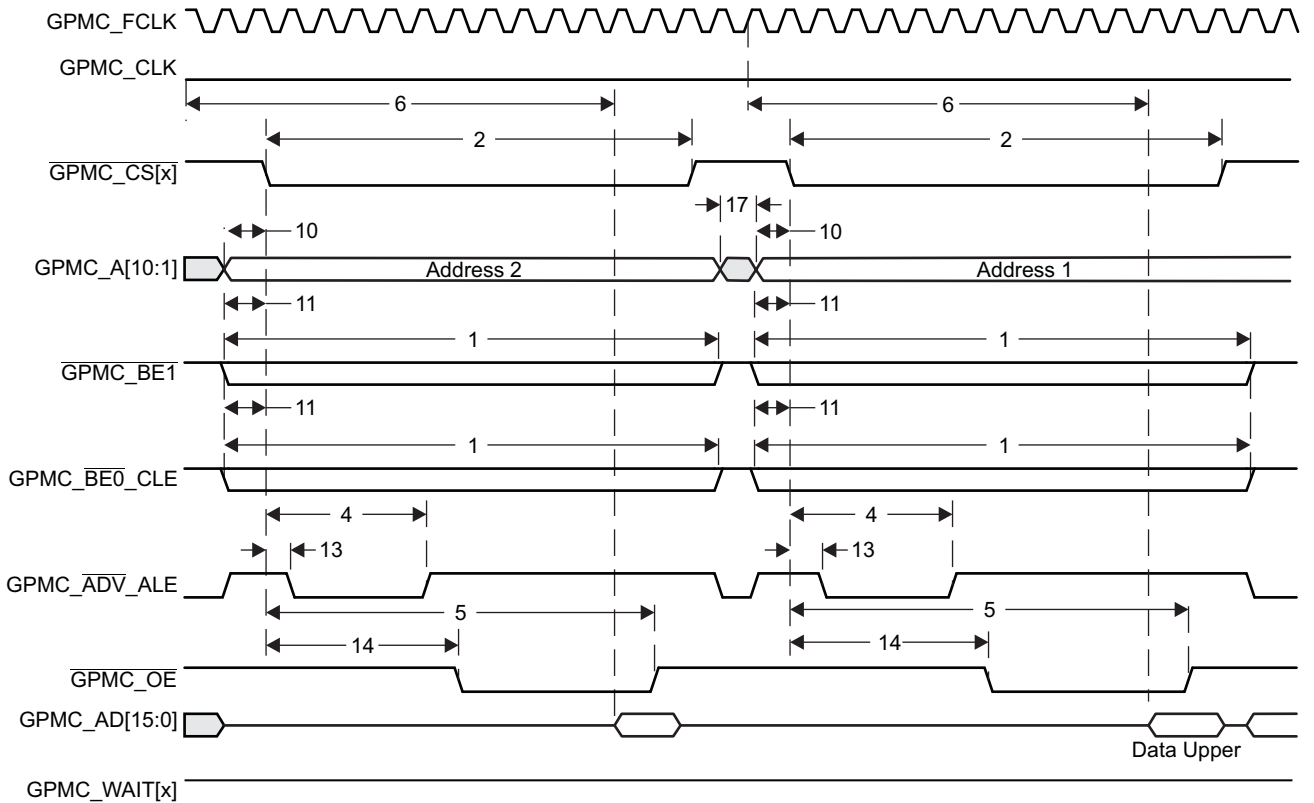 GPMC_FCLK
GPMC_CLK
6 6
2 2
GPMC_CS[x]
17
10 10
GPMC_A[10:1] Address 2 Address 1
11 11
1 1
GPMC_BE1
11 11
1 1
GPMC_BE0_CLE
4 4
13 13
GPMC_ADV_ALE
5 5
14 14
GPMC_OE
GPMC_AD[15:0]
Data Upper
GPMC_WAIT[x]